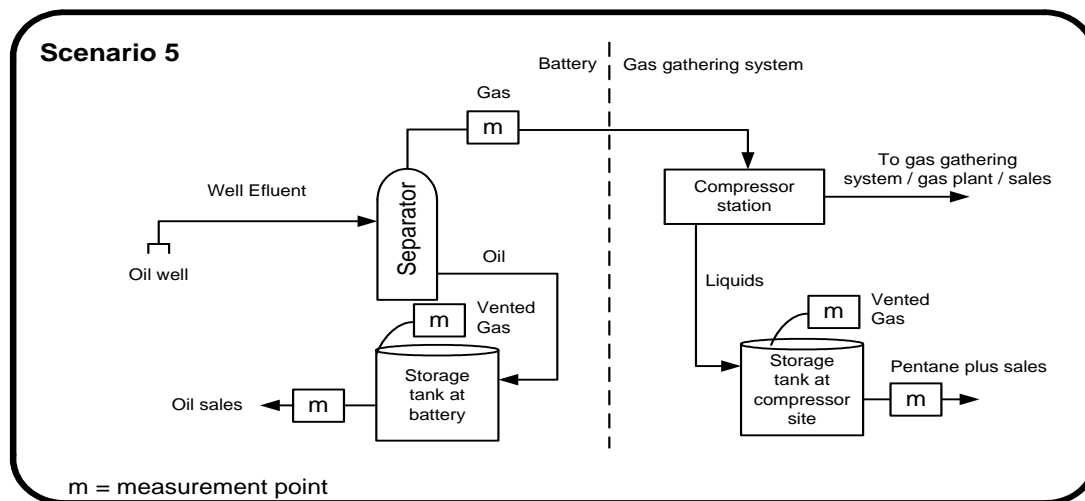 Scenario 5
Battery
Gas gathering system
Gas
m
Well Efluent
Separator
Oil well
Oil
Vented
Gas
m
Storage
tank at
battery
Oil sales
m
Compressor
station
To gas gathering
system / gas plant / sales
Liquids
Vented
Gas
m
Storage
tank at
compressor
site
Pentane plus sales
m
m = measurement point